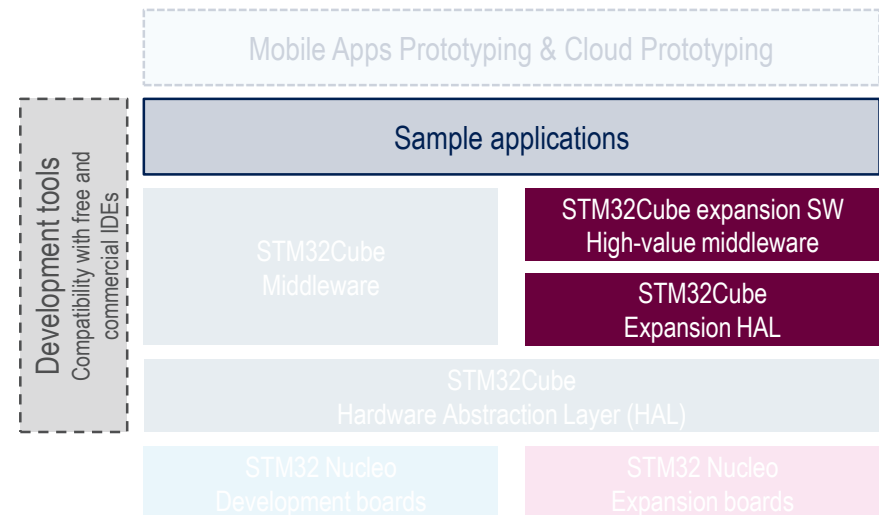 Mobile Apps Prototyping & Cloud Prototyping
Sample applications
Development tools
Compatibility with free and
commercial IDEs
STM32Cube
Middleware
STM32Cube expansion SW
High-value middleware
STM32Cube
Expansion HAL
STM32Cube
Hardware Abstraction Layer (HAL)
STM32 Nucleo
Development boards
STM32 Nucleo
Expansion boards